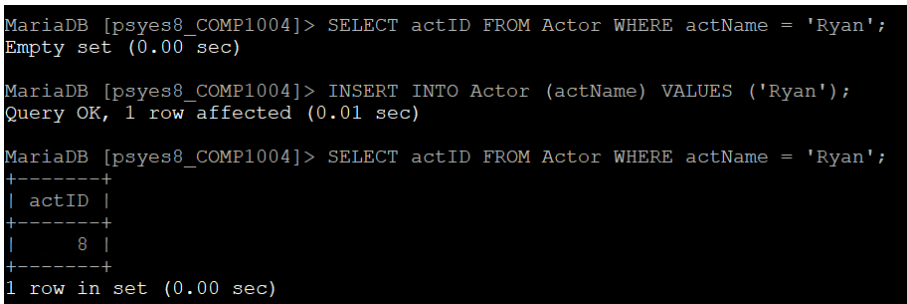 MariaDB [psyes8_COMP1004]> SELECT actID FROM Actor WHERE actName = 'Ryan';
Empty set (0.00 sec)
MariaDB [psyes8_COMP1004]> INSERT INTO Actor (actName) VALUES ('Ryan');
Query OK, 1 row affected (0.01 sec)
MariaDB [psyes8_COMP1004]> SELECT actID FROM Actor WHERE actName = 'Ryan';
+-------+
| actID |
+-------+
|     8 |
+-------+
1 row in set (0.00 sec)